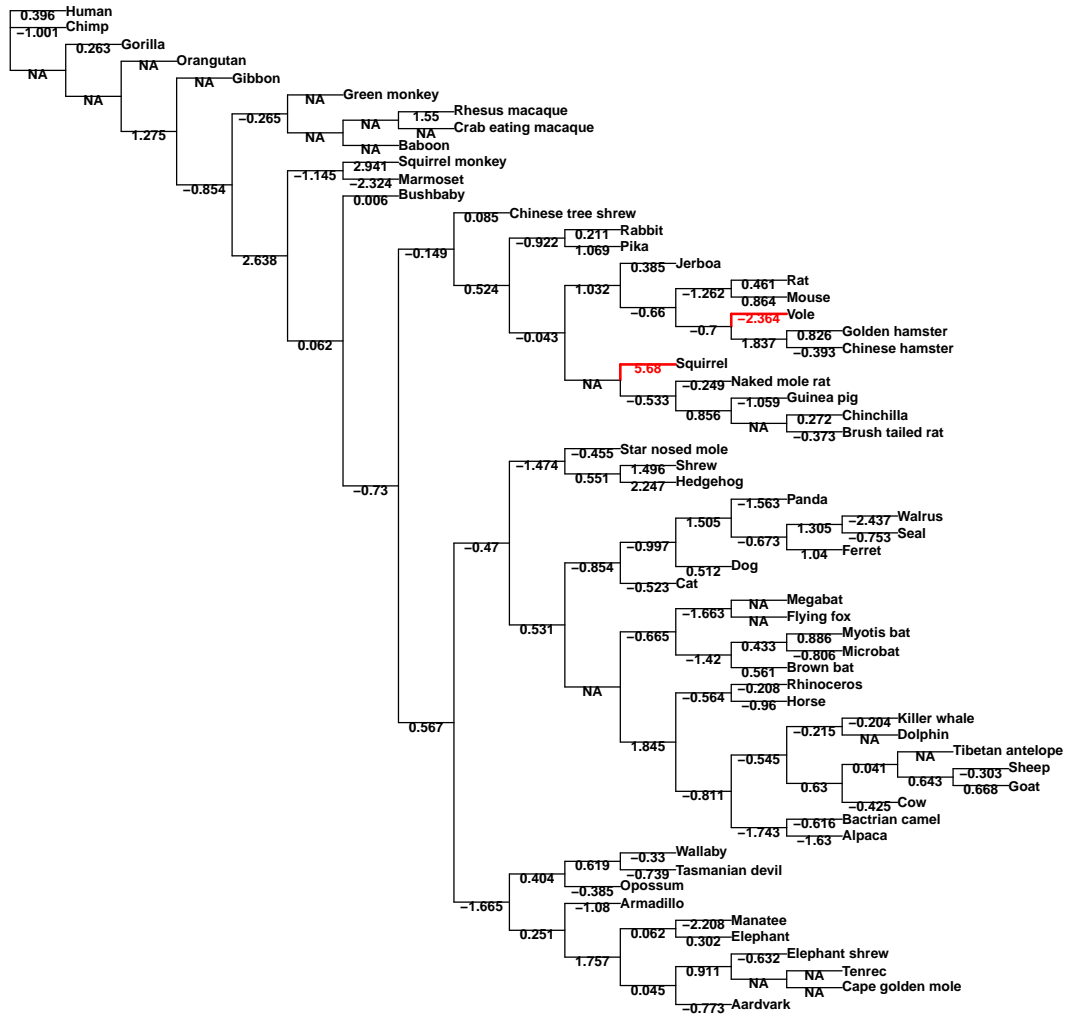 Human
0.396
Chimp
−1.001
Gorilla
0.263
NA
Orangutan
NA
NA
Gibbon
NA
1.275
Green monkey
NA
−0.265
Rhesus macaque
1.55
NA
Crab eating macaque
NA
NA
Baboon
NA
−0.854
Squirrel monkey
2.941
−1.145
Marmoset
−2.324
Bushbaby
0.006
2.638
Chinese tree shrew
0.085
−0.149
Rabbit
0.211
−0.922
Pika
1.069
Jerboa
0.385
0.524
1.032
Rat
0.461
−1.262
Mouse
0.864
−0.66
Vole
−2.364
−0.7
Golden hamster
0.826
1.837
Chinese hamster
−0.393
−0.043
0.062
Squirrel
5.68
NA
Naked mole rat
−0.249
−0.533
Guinea pig
−1.059
0.856
Chinchilla
0.272
NA
Brush tailed rat
−0.373
−0.73
Star nosed mole
−0.455
−1.474
Shrew
1.496
0.551
Hedgehog
2.247
−0.47
Panda
−1.563
1.505
Walrus
−2.437
1.305
Seal
−0.753
−0.673
Ferret
1.04
−0.997
Dog
0.512
−0.854
Cat
−0.523
0.531
Megabat
NA
−1.663
Flying fox
NA
−0.665
Myotis bat
0.886
0.433
Microbat
−0.806
−1.42
Brown bat
0.561
NA
Rhinoceros
−0.208
−0.564
Horse
−0.96
0.567
1.845
Killer whale
−0.204
−0.215
Dolphin
NA
−0.545
Tibetan antelope
NA
0.041
Sheep
−0.303
0.643
Goat
0.668
0.63
Cow
−0.425
−0.811
Bactrian camel
−0.616
−1.743
Alpaca
−1.63
Wallaby
−0.33
0.619
Tasmanian devil
−0.739
0.404
Opossum
−0.385
−1.665
Armadillo
−1.08
0.251
Manatee
−2.208
0.062
Elephant
0.302
1.757
Elephant shrew
−0.632
0.911
Tenrec
NA
NA
Cape golden mole
NA
0.045
Aardvark
−0.773